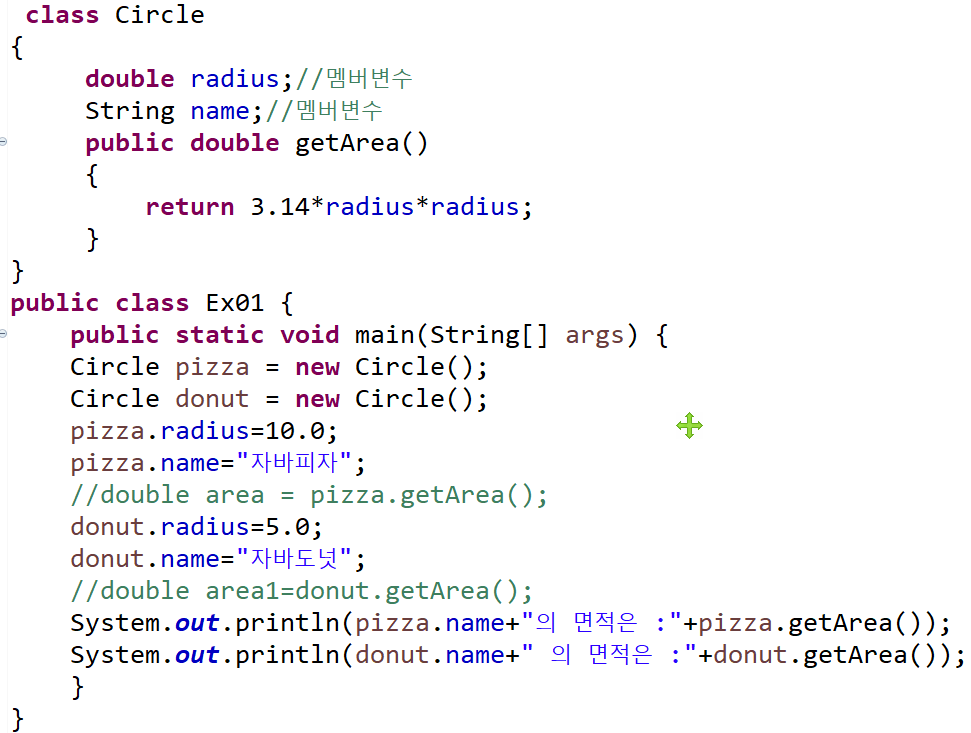 class Circle
{
double radius;//멤버변수
String name;//멤버변수
public double getArea()
{
return 3.14*radius*radius;
}
}
public class Ex01 {
public static void main(String[] args) {
Circle pizza = new Circle();
Circle donut = new Circle();
pizza.radius=10.0;
pizza.name="자바피자";
//double area = pizza.getArea();
donut.radius=5.0;
donut.name="자바도넛";
//double area1=donut.getArea();
System.out.println(pizza.name+"의 면적은 :"+pizza.getArea());
System.out.println(donut.name+" 의 면적은 :"+donut.getArea());
}
}